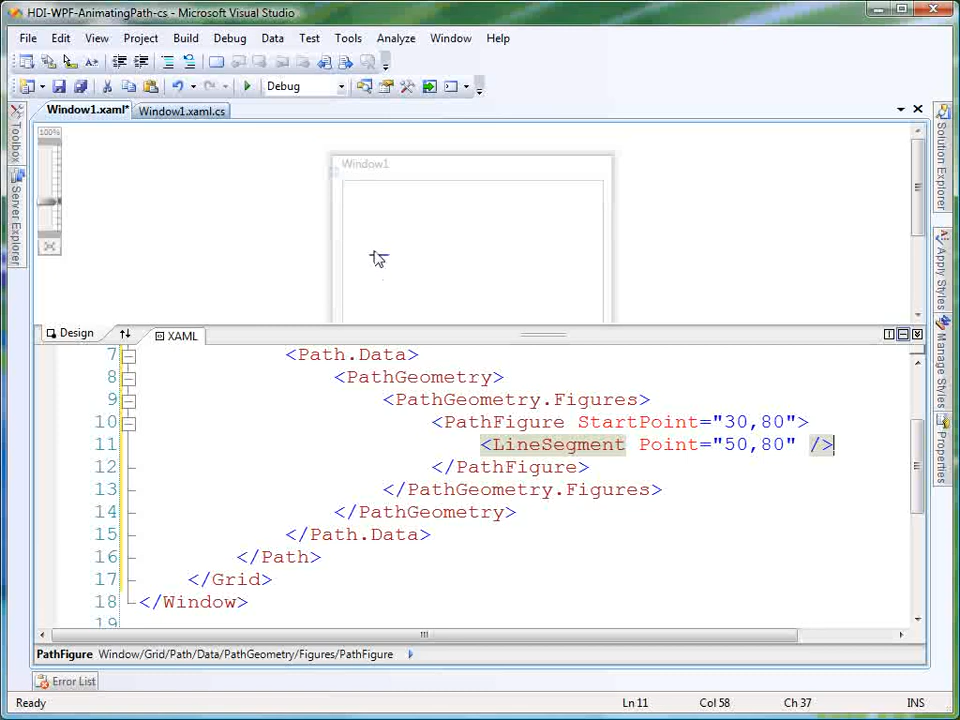 HDI-WPF-AnimatingPath-cs - Microsoft Visual Studio
File Edit View Project Build Debug Data Test Tools Analyze Window Help
Debug
Window1.xaml* Window1.xaml.cs
Toolbox
Server Explorer
100%
Window1
Solution Explorer
Apply Styles
Manage Styles
Properties
Design XAML
7 <Path.Data>
8 <PathGeometry>
9 <PathGeometry.Figures>
10 <PathFigure StartPoint="30,80">
11 <LineSegment Point="50,80" />
12 </PathFigure>
13 </PathGeometry.Figures>
14 </PathGeometry>
15 </Path.Data>
16 </Path>
17 </Grid>
18 </Window>
19
PathFigure Window/Grid/Path/Data/PathGeometry/Figures/PathFigure
Error List
Ready Ln 11 Col 58 Ch 37 INS